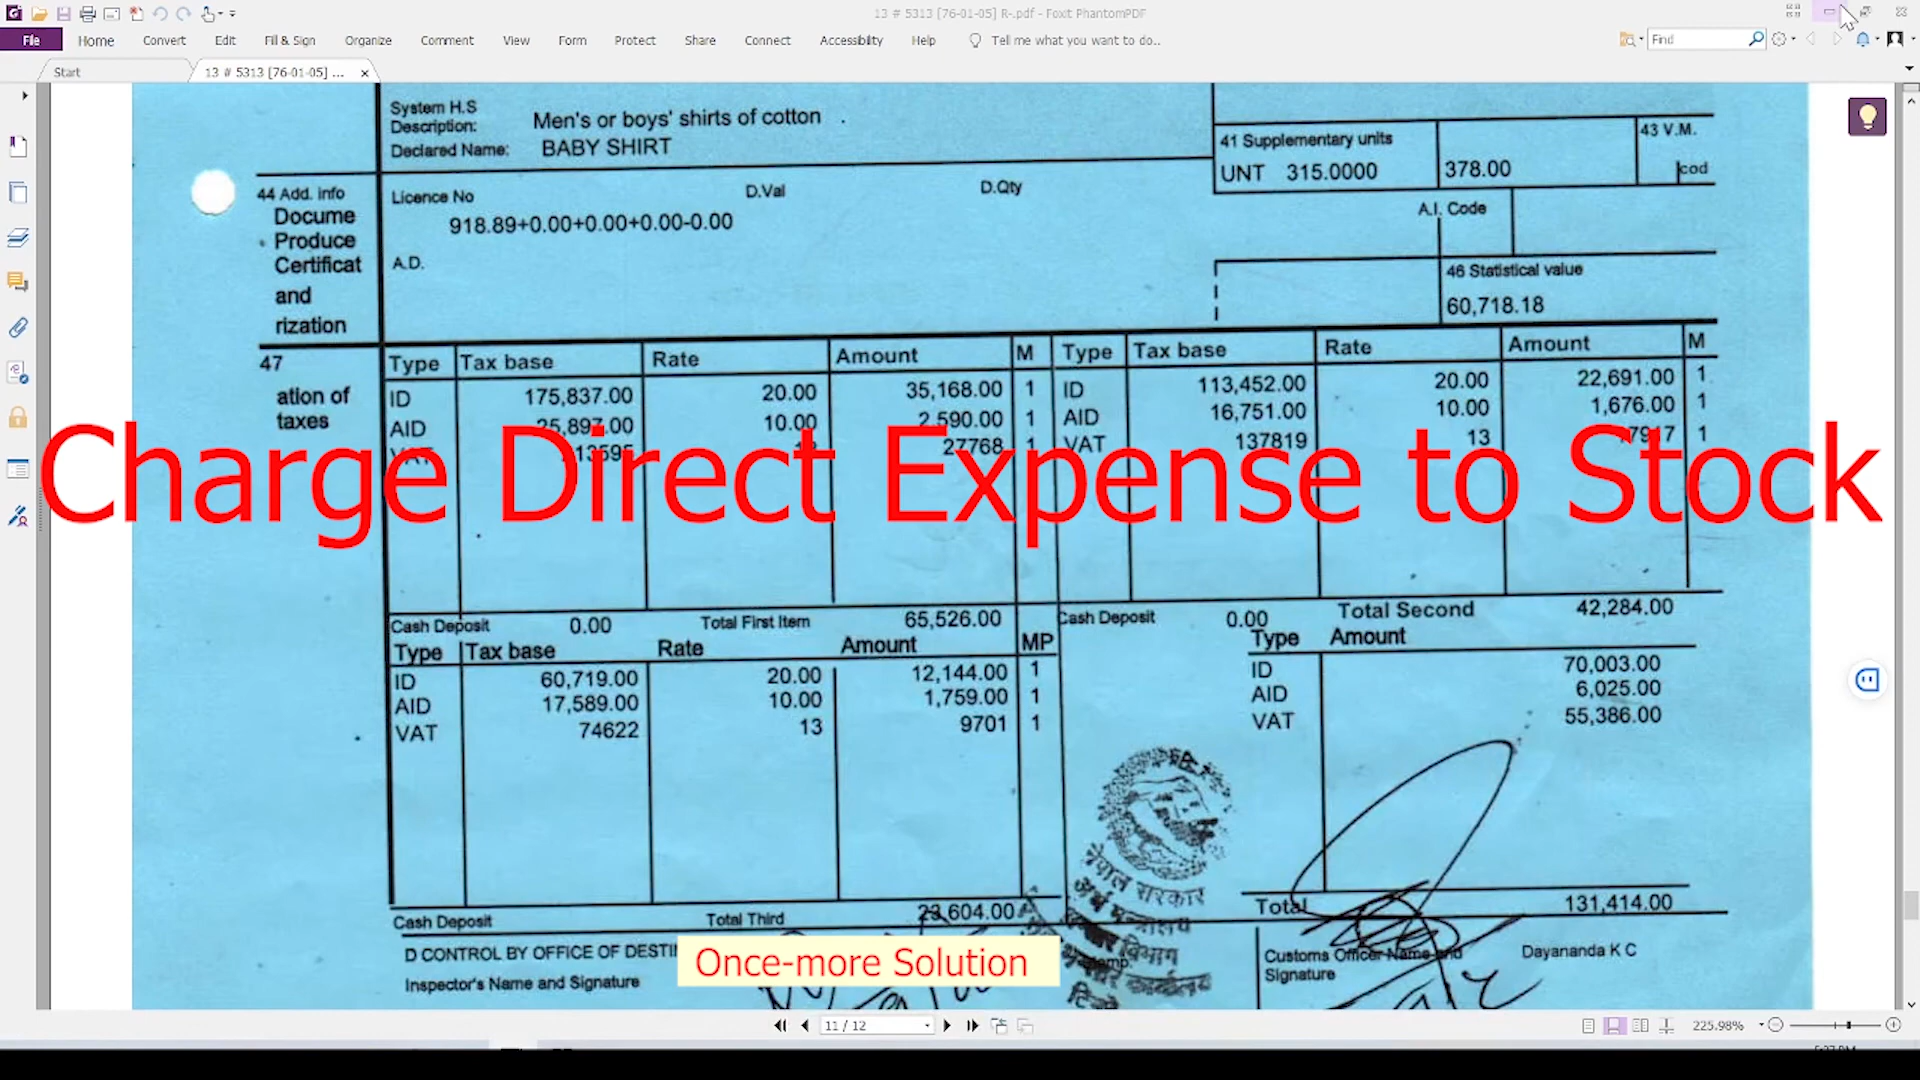 13 # 5313 [76-01-05] R-.pdf - Foxit PhantomPDF
File Home Convert Edit Fill & Sign Organize Comment View Form Protect Share Connect Accessibility Help Tell me what you want to do.. Find
Start 13 # 5313 [76-01-05] ...
System H.S
Description: Men's or boys' shirts of cotton
Declared Name: BABY SHIRT
41 Supplementary units 43 V.M.
UNT 315.0000 378.00 cod
44 Add. info Licence No D.Val D.Qty A.I. Code
Docume 918.89+0.00+0.00+0.00-0.00
Produce
Certificat A.D.
and 46 Statistical value
rization 60,718.18
47 Type Tax base Rate Amount M Type Tax base Rate Amount M
ation of ID 175,837.00 20.00 35,168.00 1 ID 113,452.00 20.00 22,691.00 1
taxes AID 25,897.00 10.00 2,590.00 1 AID 16,751.00 10.00 1,676.00 1
VAT 13 27768 1 VAT 137819 13 1
Charge Direct Expense to Stock
Cash Deposit 0.00 Total First Item 65,526.00 Cash Deposit 0.00 Total Second 42,284.00
Type Tax base Rate Amount MP Type Amount
ID 60,719.00 20.00 12,144.00 1 ID 70,003.00
AID 17,589.00 10.00 1,759.00 1 AID 6,025.00
VAT 74622 13 9701 1 VAT 55,386.00
नेपाल सरकार
अर्थ मन्त्रालय
Cash Deposit Total Third 23,604.00 Total 131,414.00
D CONTROL BY OFFICE OF DESTI
Once-more Solution
Customs Officer Name and Dayananda K C
Signature
Inspector's Name and Signature
11 / 12 225.98%